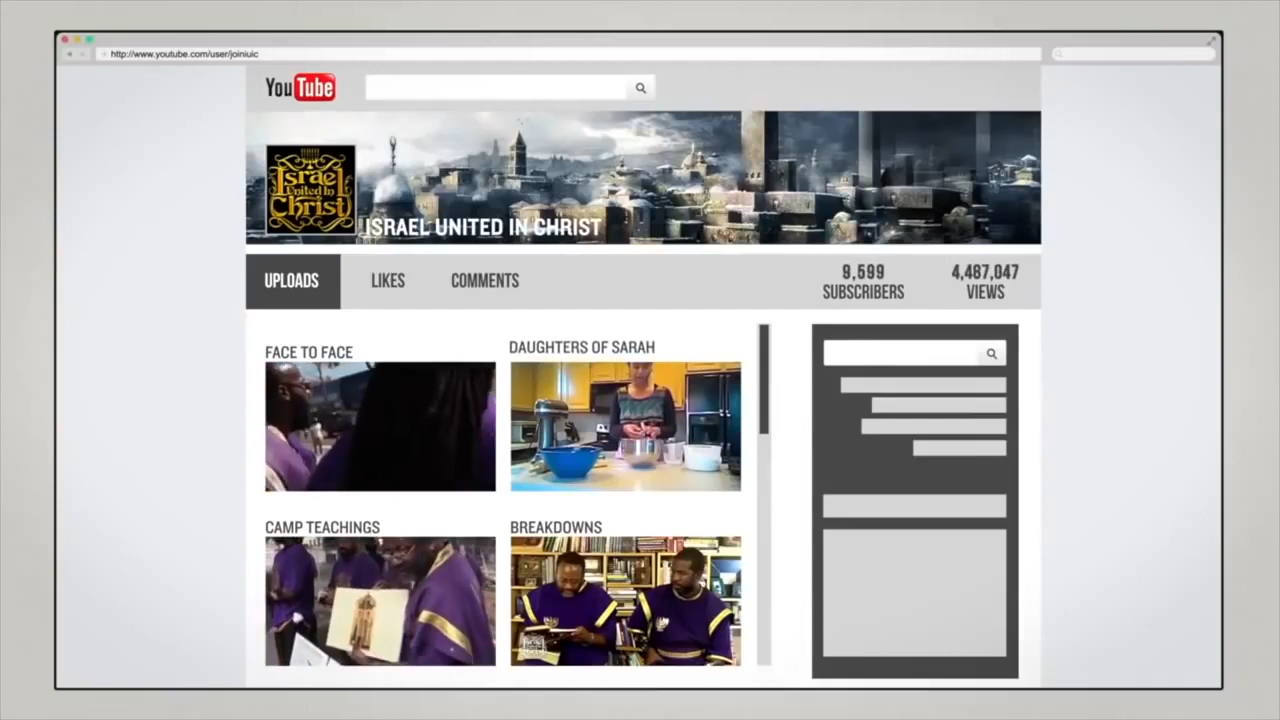 http://www.youtube.com/user/joiniuic
YouTube
Israel
United In
Christ
ISRAEL UNITED IN CHRIST
UPLOADS
LIKES
COMMENTS
9,599
SUBSCRIBERS
4,487,047
VIEWS
FACE TO FACE
DAUGHTERS OF SARAH
CAMP TEACHINGS
BREAKDOWNS